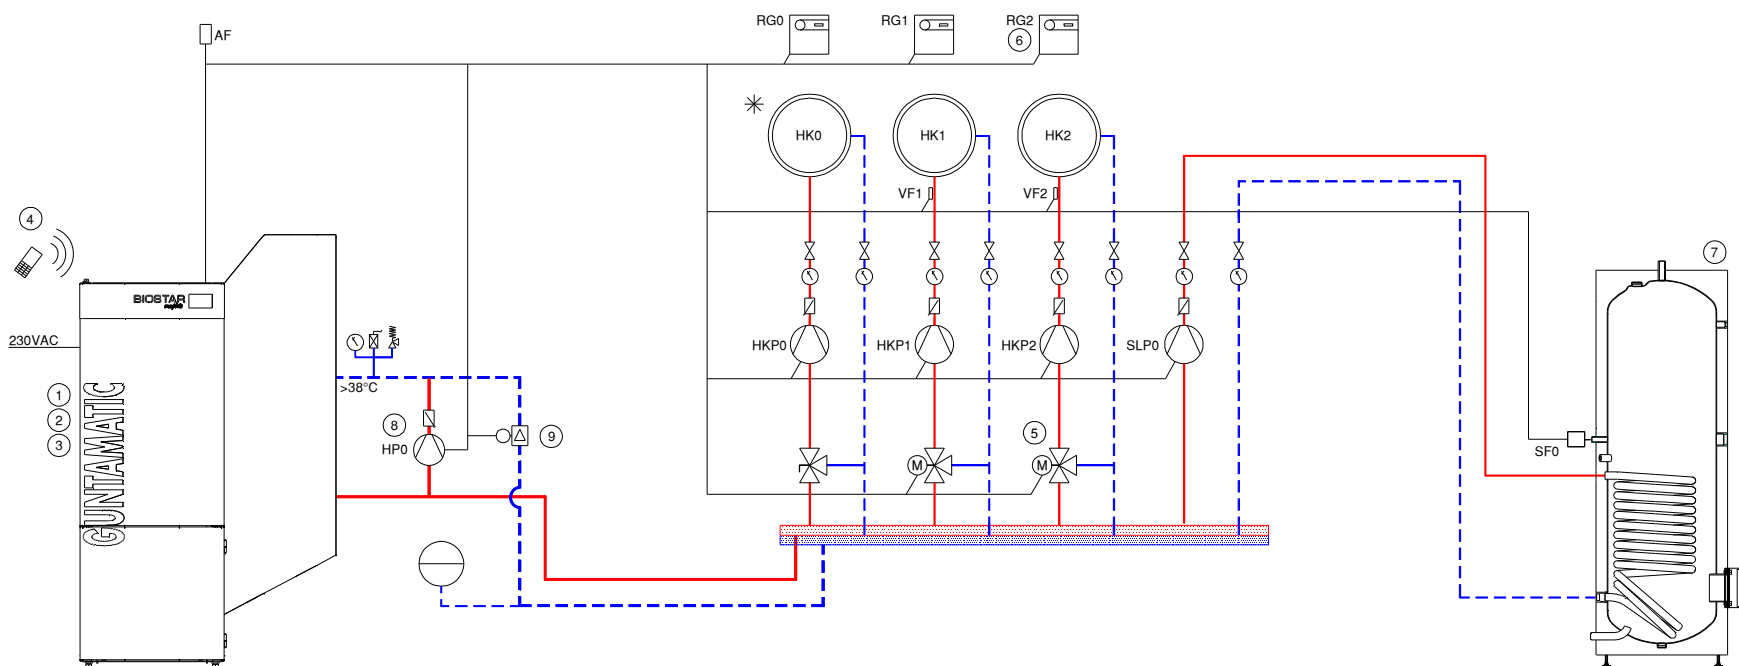 AF
RG0
RG1
RG2
6
HK0
HK1
HK2
VF1
VF2
4
7
BIOSTAR
230VAC
>38°C
HKP0
HKP1
HKP2
SLP0
1
2
3
GUNTAMATIC
8
HP0
9
5
M
M
SF0